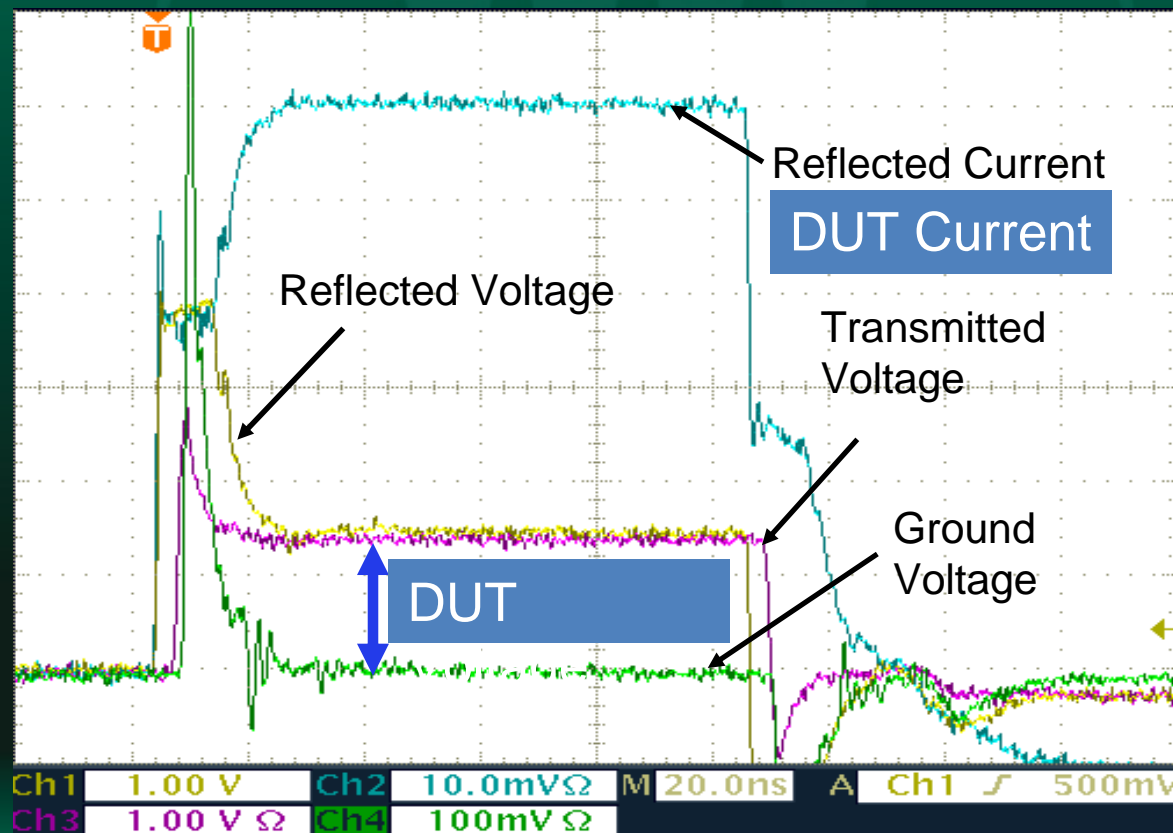 T
Reflected Current
DUT Current
Reflected Voltage
Transmitted
Voltage
Ground
Voltage
DUT
Ch1 1.00 V Ch2 10.0mVΩ M 20.0ns A Ch1 ʃ 500mV
Ch3 1.00 V Ω Ch4 100mV Ω